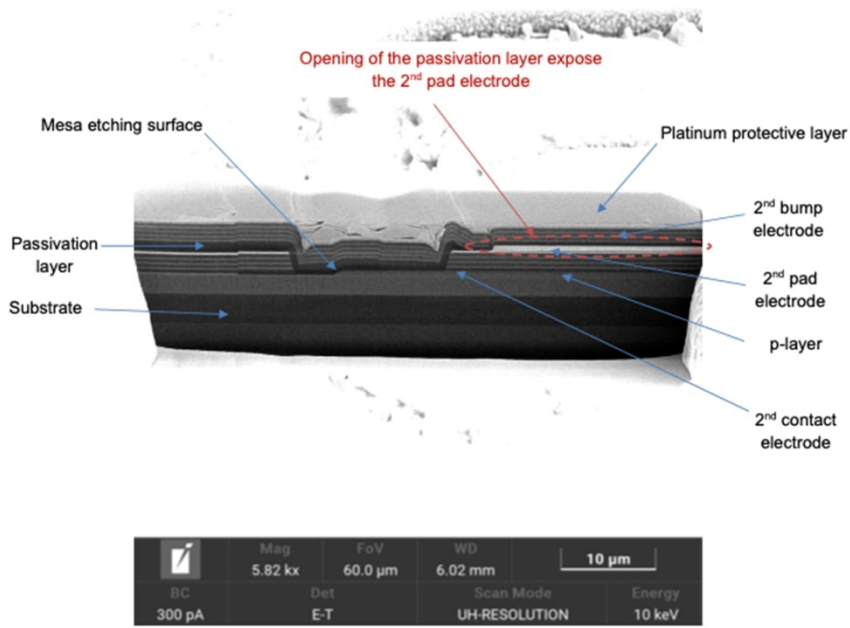 Opening of the passivation layer expose
the 2nd pad electrode
Mesa etching surface
Platinum protective layer
2nd bump
electrode
Passivation
layer
2nd pad
electrode
Substrate
p-layer
2nd contact
electrode
Mag FoV WD 10 µm
5.82 kx 60.0 µm 6.02 mm
BC Det Scan Mode Energy
300 pA E-T UH-RESOLUTION 10 keV